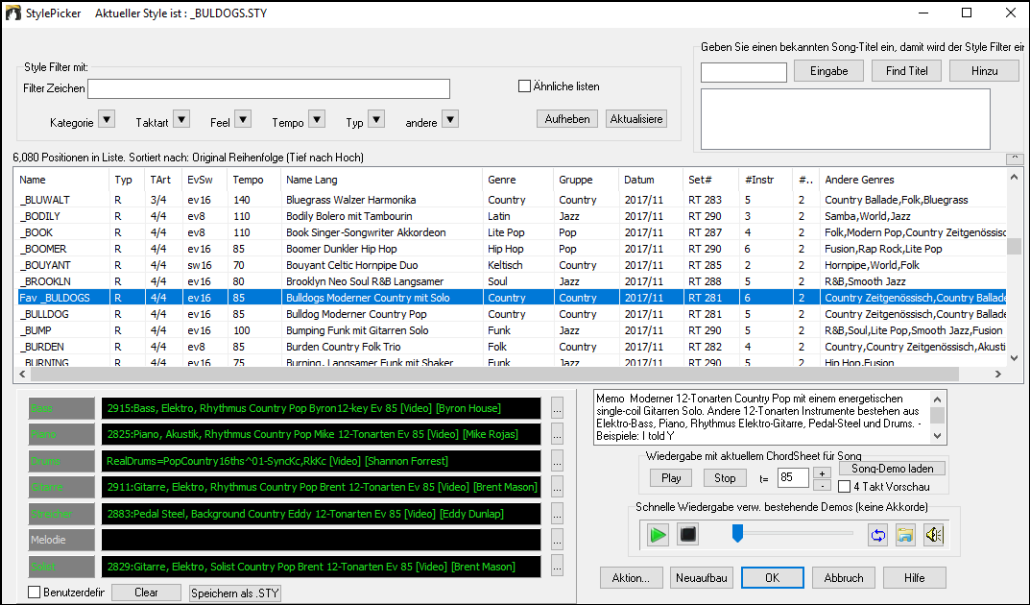 StylePicker Aktueller Style ist : _BULDOGS.STY
Geben Sie einen bekannten Song-Titel ein, damit wird der Style Filter eir
Eingabe Find Titel Hinzu
Style Filter mit:
Filter Zeichen
Ähnliche listen
Kategorie Taktart Feel Tempo Typ andere Aufheben Aktualisiere
6,080 Positionen in Liste. Sortiert nach: Original Reihenfolge (Tief nach Hoch)
Name Typ TArt EvSw Tempo Name Lang Genre Gruppe Datum Set# #Instr #.. Andere Genres
_BLUWALT R 3/4 ev16 140 Bluegrass Walzer Harmonika Country Country 2017/11 RT 283 5 2 Country Ballade,Folk,Bluegrass
_BODILY R 4/4 ev8 110 Bodily Bolero mit Tambourin Latin Jazz 2017/11 RT 290 3 2 Samba,World,Jazz
_BOOK R 4/4 ev8 110 Book Singer-Songwriter Akkordeon Lite Pop Pop 2017/11 RT 287 4 2 Folk,Modern Pop,Country Zeitgenössisc
_BOOMER R 4/4 ev16 85 Boomer Dunkler Hip Hop Hip Hop Pop 2017/11 RT 290 6 2 Fusion,Rap Rock,Lite Pop
_BOUYANT R 4/4 sw16 70 Bouyant Celtic Hornpipe Duo Keltisch Country 2017/11 RT 285 2 2 Hornpipe,World,Folk
_BROOKLN R 4/4 ev16 80 Brooklyn Neo Soul R&B Langsamer Soul Jazz 2017/11 RT 288 5 2 R&B,Smooth Jazz
Fav _BULDOGS R 4/4 ev16 85 Bulldogs Moderner Country mit Solo Country Country 2017/11 RT 281 6 2 Country Zeitgenössisch,Country Ballade
_BULLDOG R 4/4 ev16 85 Bulldog Moderner Country Pop Country Country 2017/11 RT 281 5 2 Country Zeitgenössisch,Country Ballade
_BUMP R 4/4 ev16 100 Bumping Funk mit Gitarren Solo Funk Jazz 2017/11 RT 290 5 2 R&B,Soul,Lite Pop,Smooth Jazz,Fusion
_BURDEN R 4/4 ev8 85 Burden Country Folk Trio Folk Country 2017/11 RT 282 4 2 Country,Country Zeitgenössisch,Akusti
_BURNING R 4/4 ev16 75 Burning, Langsamer Funk mit Shaker Funk Jazz 2017/11 RT 290 5 2 Hip Hop,Fusion
Bass 2915:Bass, Elektro, Rhythmus Country Pop Byron12-key Ev 85 [Video] [Byron House] ...
Piano 2825:Piano, Akustik, Rhythmus Country Pop Mike 12-Tonarten Ev 85 [Video] [Mike Rojas] ...
Drums RealDrums=PopCountry16ths^01-SyncKc,RkKc [Video] [Shannon Forrest] ...
Gitarre 2911:Gitarre, Elektro, Rhythmus Country Pop Brent 12-Tonarten Ev 85 [Video] [Brent Mason] ...
Streicher 2883:Pedal Steel, Background Country Eddy 12-Tonarten Ev 85 [Video] [Eddy Dunlap] ...
Melodie ...
Solist 2829:Gitarre, Elektro, Solist Country Pop Brent 12-Tonarten Ev 85 [Video] [Brent Mason] ...
Benutzerdefir Clear Speichern als .STY
Memo Moderner 12-Tonarten Country Pop mit einem energetischen
single-coil Gitarren Solo. Andere 12-Tonarten Instrumente bestehen aus
Elektro-Bass, Piano, Rhythmus Elektro-Gitarre, Pedal-Steel und Drums. -
Beispiele: I told Y
Wiedergabe mit aktuellem ChordSheet für Song
Play Stop t= 85 + - Song-Demo laden
4 Takt Vorschau
Schnelle Wiedergabe verw. bestehende Demos (keine Akkorde)
Aktion... Neuaufbau OK Abbruch Hilfe